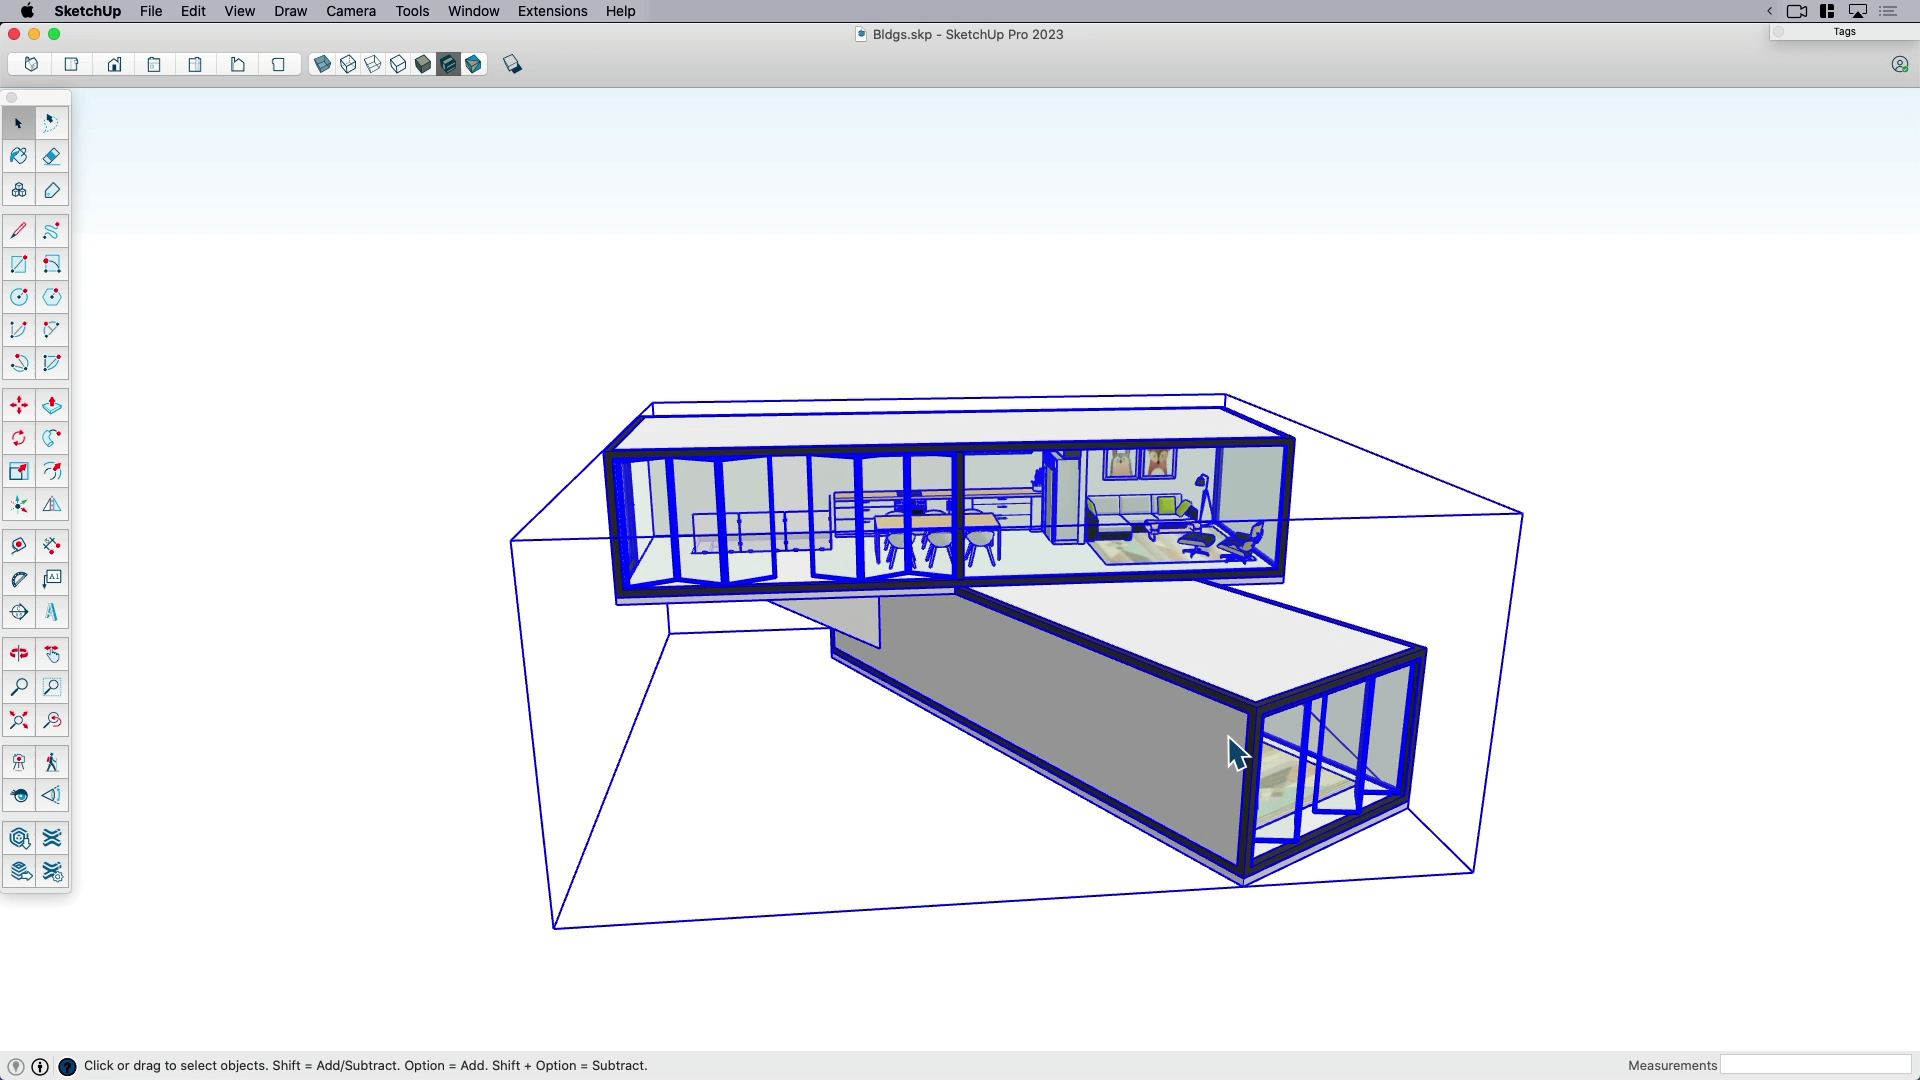 SketchUp File Edit View Draw Camera Tools Window Extensions Help
Bldgs.skp - SketchUp Pro 2023
Tags
A1
Click or drag to select objects. Shift = Add/Subtract. Option = Add. Shift + Option = Subtract.
Measurements